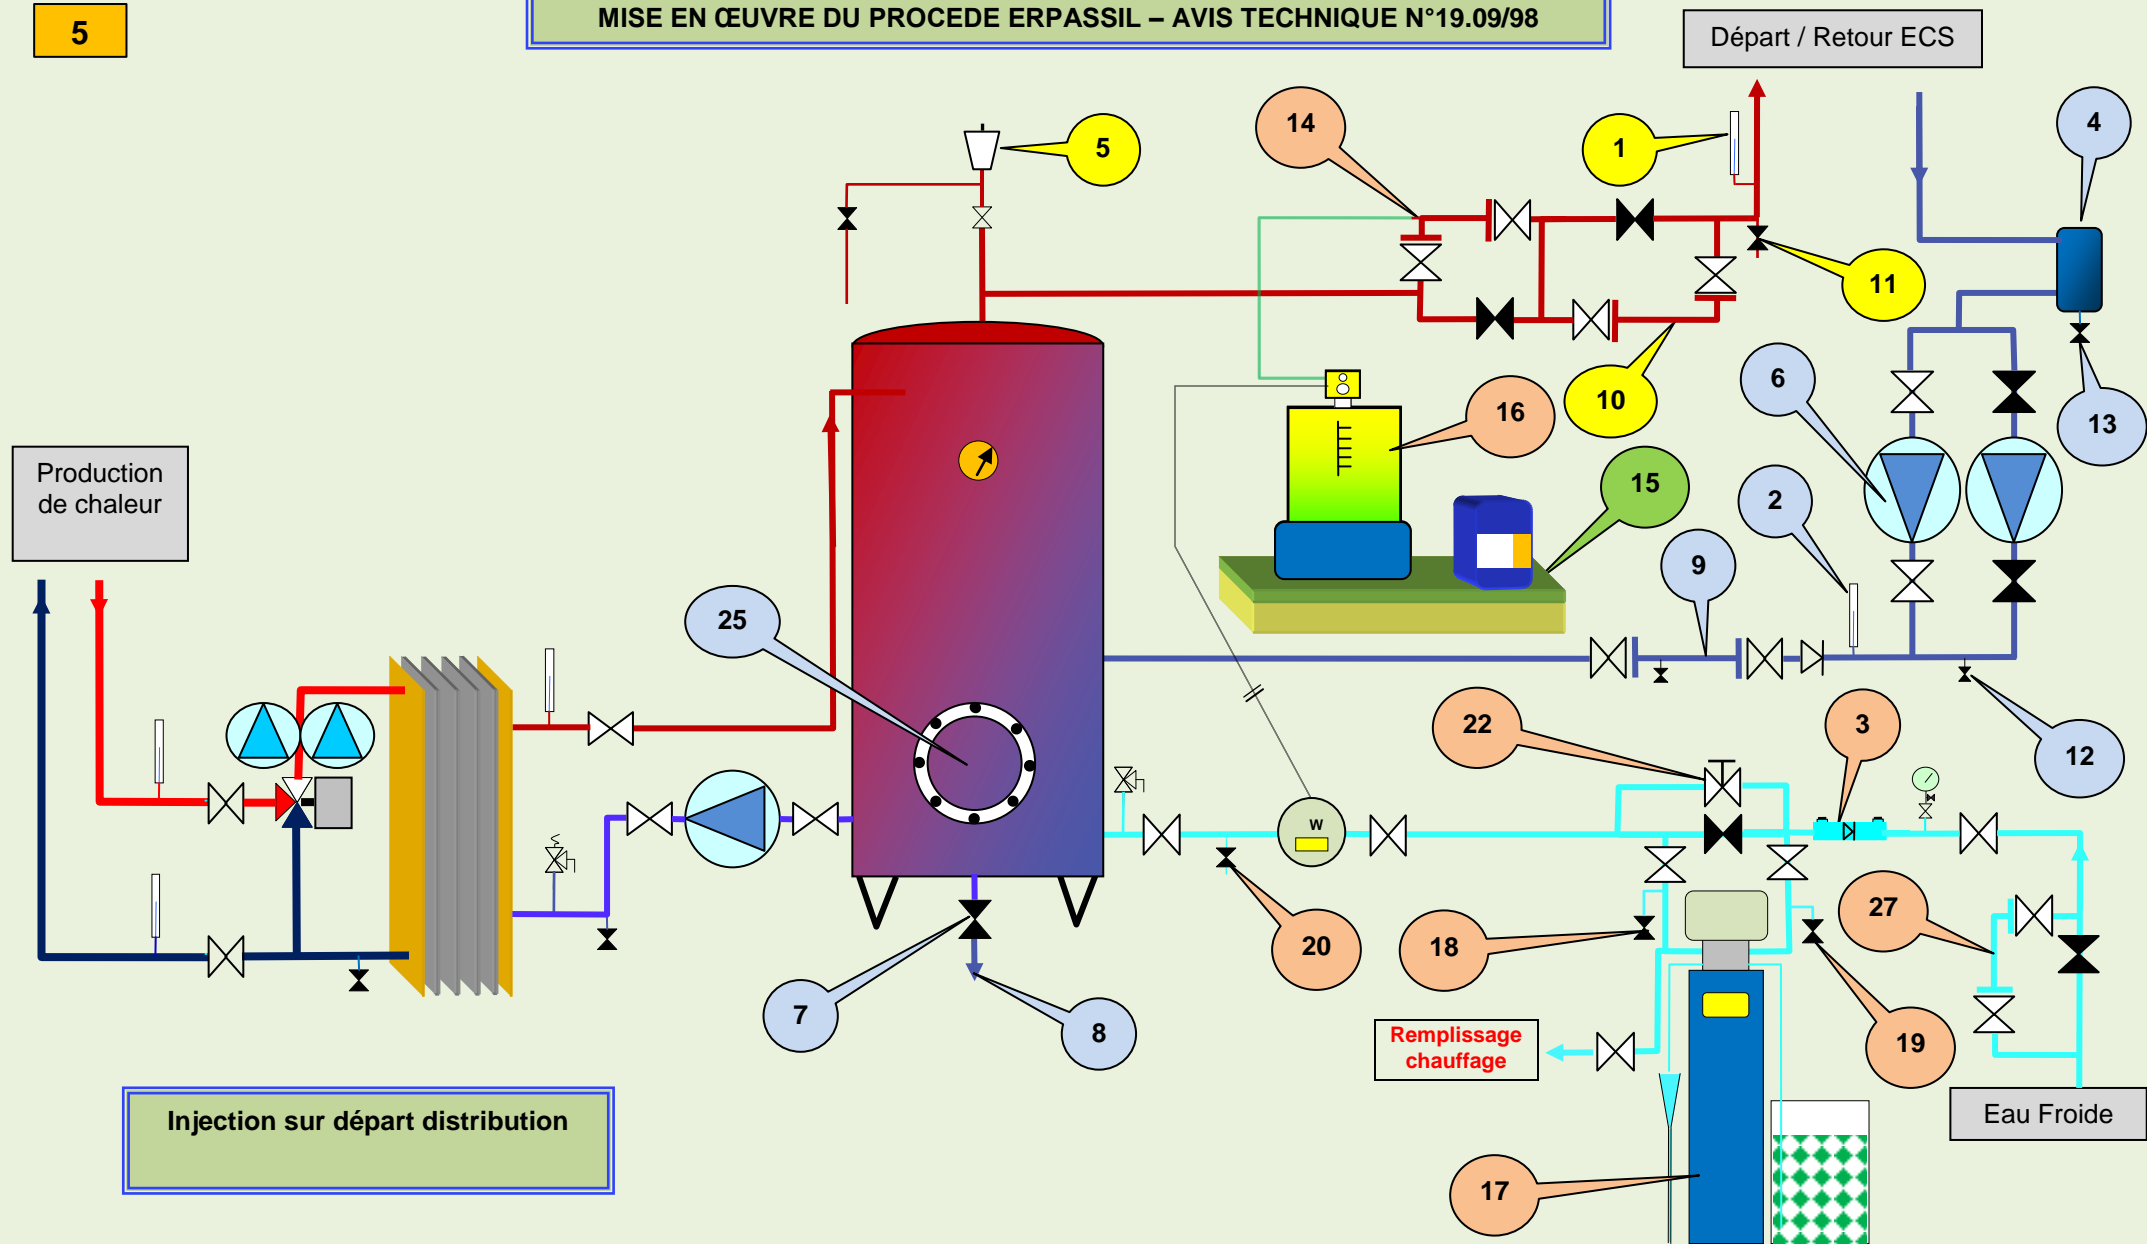 5
MISE EN ŒUVRE DU PROCEDE ERPASSIL – AVIS TECHNIQUE N°19.09/98
Départ / Retour ECS
14
5
1
4
11
6
10
16
13
Production
de chaleur
15
2
9
25
22
3
12
W
27
18
20
7
8
19
Remplissage
chauffage
Injection sur départ distribution
Eau Froide
17